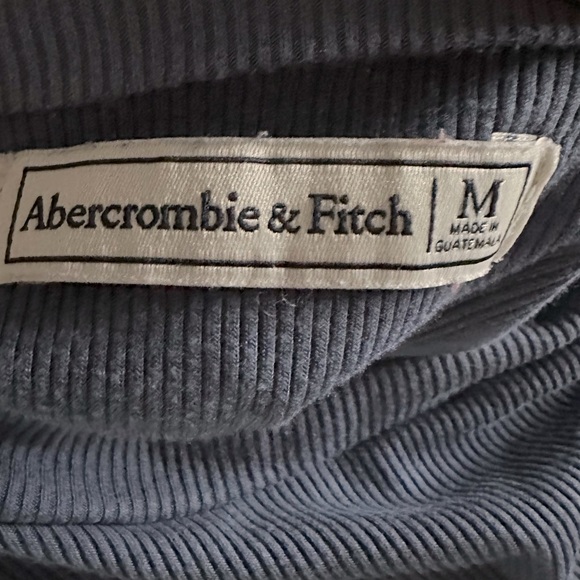 Abercrombie & Fitch
M
MADE IN
GUATEMALA